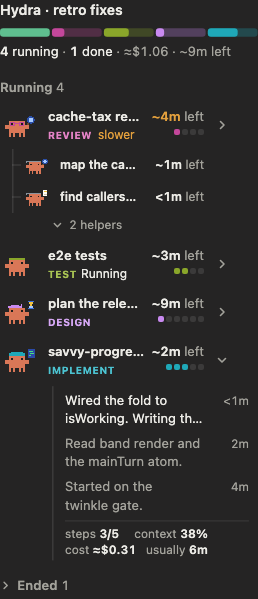 Hydra · retro fixes
4 running · 1 done · ≈$1.06 · ~9m left
Running 4
cache-tax re... ~4m left
REVIEW slower
map the ca... ~1m left
find callers... <1m left
2 helpers
e2e tests ~3m left
TEST Running
plan the rele... ~9m left
DESIGN
savvy-progre... ~2m left
IMPLEMENT
Wired the fold to <1m
isWorking. Writing th...
Read band render and 2m
the mainTurn atom.
Started on the 4m
twinkle gate.
steps 3/5 context 38%
cost ≈$0.31 usually 6m
Ended 1